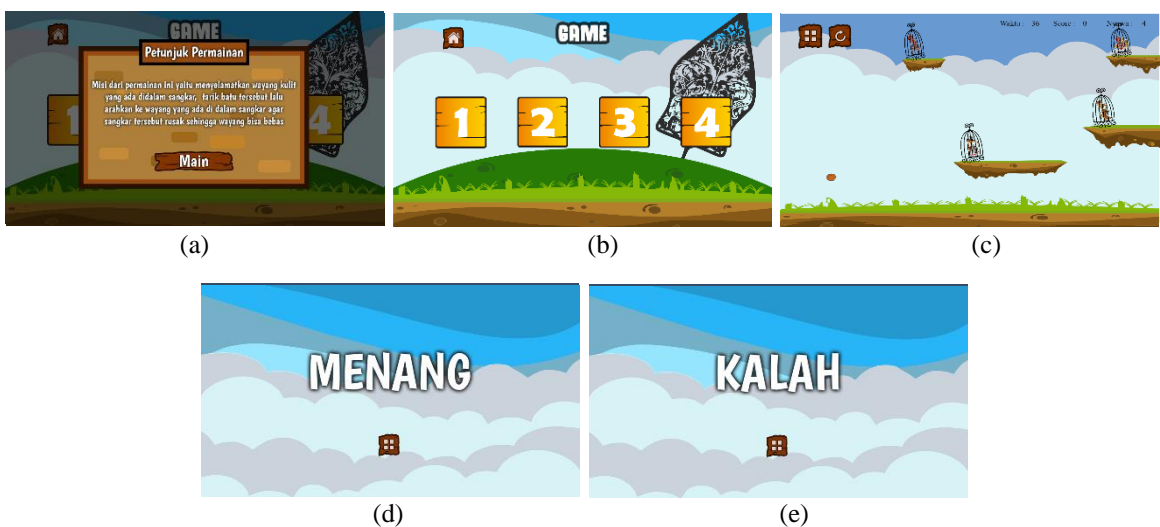 GAME
Petunjuk Permainan
Misi dari permainan ini yaitu menyelamatkan wayang kulit
yang ada didalam sangkar, tarik batu tersebut lalu
arahkan ke wayang yang ada di dalam sangkar agar
sangkar tersebut rusak sehingga wayang bisa bebas
1
4
Main
(a)
GAME
1 2 3 4
(b)
Waktu : 36 Score : 0 Nyawa : 4
(c)
MENANG
(d)
KALAH
(e)